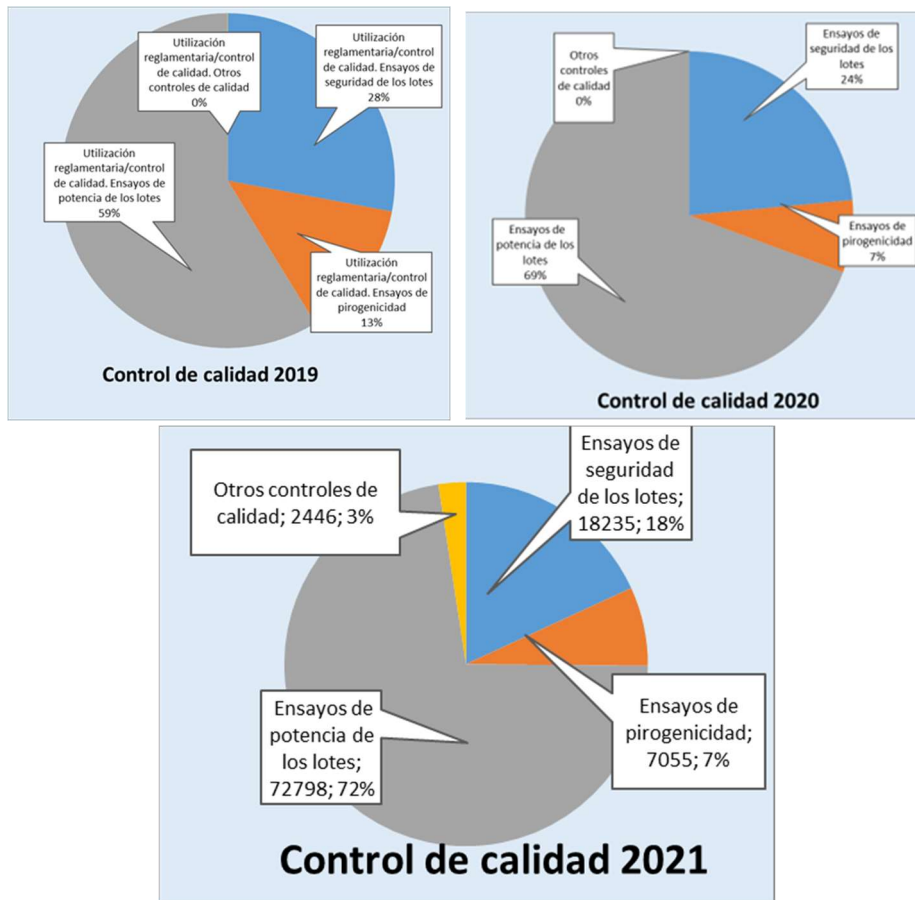 Utilización
reglamentaria/control
de calidad. Otros
controles de calidad
0%
Utilización
reglamentaria/control
de calidad. Ensayos de
seguridad de los lotes
28%
Utilización
reglamentaria/control
de calidad. Ensayos de
potencia de los lotes
59%
Utilización
reglamentaria/control
de calidad. Ensayos de
pirogenicidad
13%
Control de calidad 2019
Otros
controles
de calidad
0%
Ensayos de
seguridad de los
lotes
24%
Ensayos de
potencia de los
lotes
69%
Ensayos de
pirogenicidad
7%
Control de calidad 2020
Otros controles de
calidad; 2446; 3%
Ensayos de
seguridad
de los lotes;
18235; 18%
Ensayos de
potencia de
los lotes;
72798; 72%
Ensayos de
pirogenicidad;
7055; 7%
Control de calidad 2021